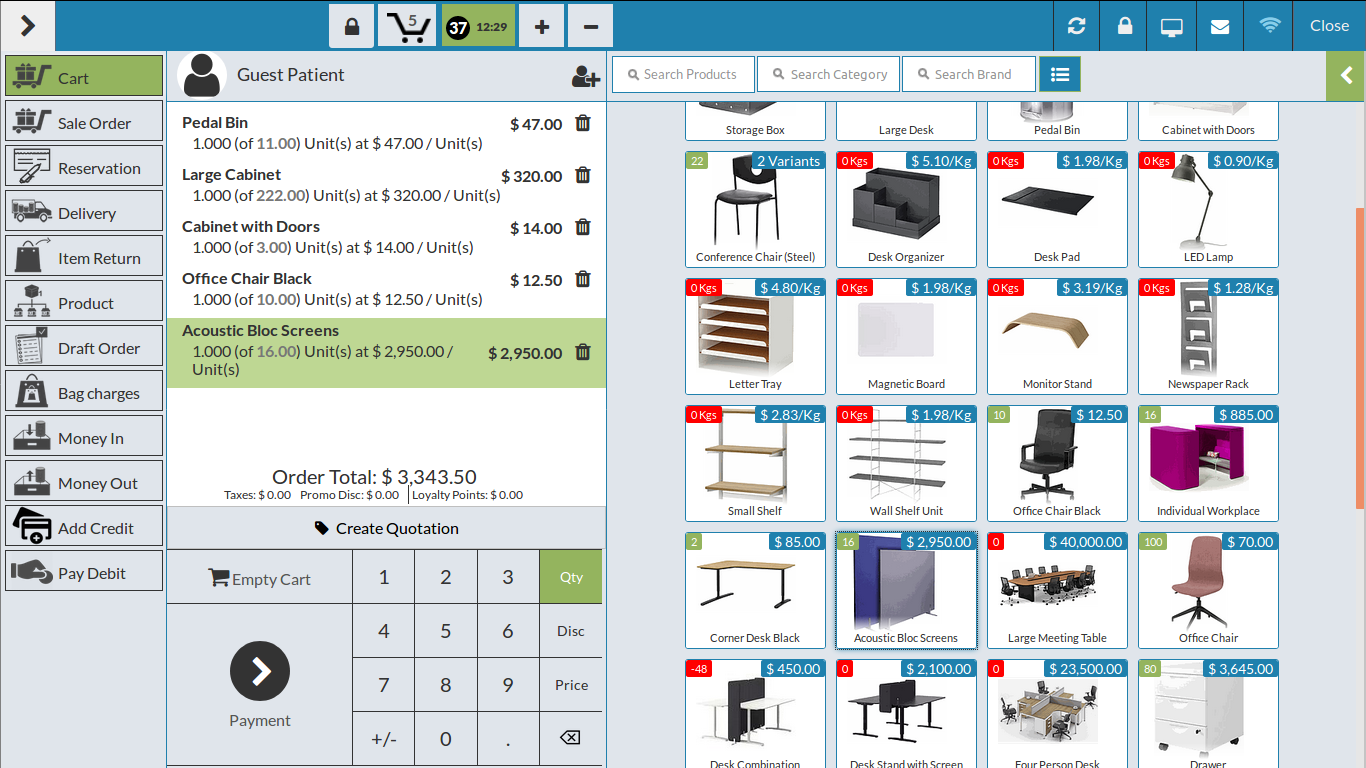 5
37 12:29
Close
Cart
Sale Order
Reservation
Delivery
Item Return
Product
Draft Order
Bag charges
Money In
Money Out
Add Credit
Pay Debit
Guest Patient
Pedal Bin
$ 47.00
1.000 (of 11.00) Unit(s) at $ 47.00 / Unit(s)
Large Cabinet
$ 320.00
1.000 (of 222.00) Unit(s) at $ 320.00 / Unit(s)
Cabinet with Doors
$ 14.00
1.000 (of 3.00) Unit(s) at $ 14.00 / Unit(s)
Office Chair Black
$ 12.50
1.000 (of 10.00) Unit(s) at $ 12.50 / Unit(s)
Acoustic Bloc Screens
1.000 (of 16.00) Unit(s) at $ 2,950.00 /
Unit(s)
$ 2,950.00
Order Total: $ 3,343.50
Taxes: $ 0.00 Promo Disc: $ 0.00 Loyalty Points: $ 0.00
Create Quotation
Empty Cart
Payment
1 2 3 Qty
4 5 6 Disc
7 8 9 Price
+/- 0 .
Search Products
Search Category
Search Brand
Storage Box
Large Desk
Pedal Bin
Cabinet with Doors
22 2 Variants
Conference Chair (Steel)
0 Kgs $ 5.10/Kg
Desk Organizer
0 Kgs $ 1.98/Kg
Desk Pad
0 Kgs $ 0.90/Kg
LED Lamp
0 Kgs $ 4.80/Kg
Letter Tray
0 Kgs $ 1.98/Kg
Magnetic Board
0 Kgs $ 3.19/Kg
Monitor Stand
0 Kgs $ 1.28/Kg
Newspaper Rack
0 Kgs $ 2.83/Kg
Small Shelf
0 Kgs $ 1.98/Kg
Wall Shelf Unit
10 $ 12.50
Office Chair Black
16 $ 885.00
Individual Workplace
2 $ 85.00
Corner Desk Black
16 $ 2,950.00
Acoustic Bloc Screens
0 $ 40,000.00
Large Meeting Table
100 $ 70.00
Office Chair
-48 $ 450.00
Desk Combination
0 $ 2,100.00
Desk Stand with Screen
0 $ 23,500.00
Four Person Desk
80 $ 3,645.00
Drawer